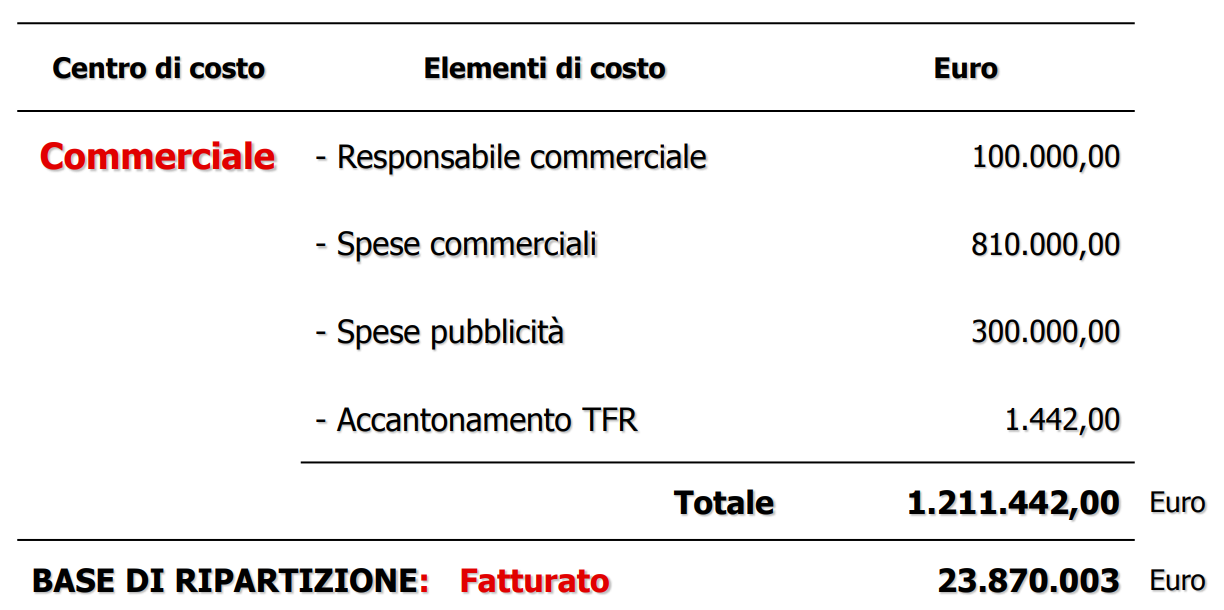 Centro di costo Elementi di costo Euro
Commerciale - Responsabile commerciale 100.000,00
- Spese commerciali 810.000,00
- Spese pubblicità 300.000,00
- Accantonamento TFR 1.442,00
Totale 1.211.442,00 Euro
BASE DI RIPARTIZIONE: Fatturato 23.870.003 Euro